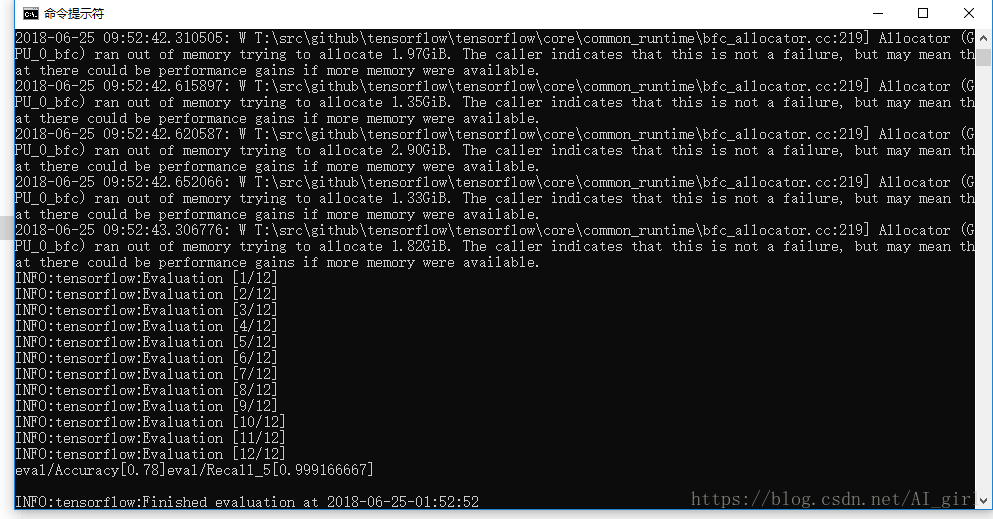 命令提示符
2018-06-25 09:52:42.310505: W T:\src\github\tensorflow\tensorflow\core\common_runtime\bfc_allocator.cc:219] Allocator (G
PU_0_bfc) ran out of memory trying to allocate 1.97GiB. The caller indicates that this is not a failure, but may mean th
at there could be performance gains if more memory were available.
2018-06-25 09:52:42.615897: W T:\src\github\tensorflow\tensorflow\core\common_runtime\bfc_allocator.cc:219] Allocator (G
PU_0_bfc) ran out of memory trying to allocate 1.35GiB. The caller indicates that this is not a failure, but may mean th
at there could be performance gains if more memory were available.
2018-06-25 09:52:42.620587: W T:\src\github\tensorflow\tensorflow\core\common_runtime\bfc_allocator.cc:219] Allocator (G
PU_0_bfc) ran out of memory trying to allocate 2.90GiB. The caller indicates that this is not a failure, but may mean th
at there could be performance gains if more memory were available.
2018-06-25 09:52:42.652066: W T:\src\github\tensorflow\tensorflow\core\common_runtime\bfc_allocator.cc:219] Allocator (G
PU_0_bfc) ran out of memory trying to allocate 1.33GiB. The caller indicates that this is not a failure, but may mean th
at there could be performance gains if more memory were available.
2018-06-25 09:52:43.306776: W T:\src\github\tensorflow\tensorflow\core\common_runtime\bfc_allocator.cc:219] Allocator (G
PU_0_bfc) ran out of memory trying to allocate 1.82GiB. The caller indicates that this is not a failure, but may mean th
at there could be performance gains if more memory were available.
INFO:tensorflow:Evaluation [1/12]
INFO:tensorflow:Evaluation [2/12]
INFO:tensorflow:Evaluation [3/12]
INFO:tensorflow:Evaluation [4/12]
INFO:tensorflow:Evaluation [5/12]
INFO:tensorflow:Evaluation [6/12]
INFO:tensorflow:Evaluation [7/12]
INFO:tensorflow:Evaluation [8/12]
INFO:tensorflow:Evaluation [9/12]
INFO:tensorflow:Evaluation [10/12]
INFO:tensorflow:Evaluation [11/12]
INFO:tensorflow:Evaluation [12/12]
eval/Accuracy[0.78]eval/Recall_5[0.999166667]
INFO:tensorflow:Finished evaluation at 2018-06-25-01:52:52
https://blog.csdn.net/AI_girl